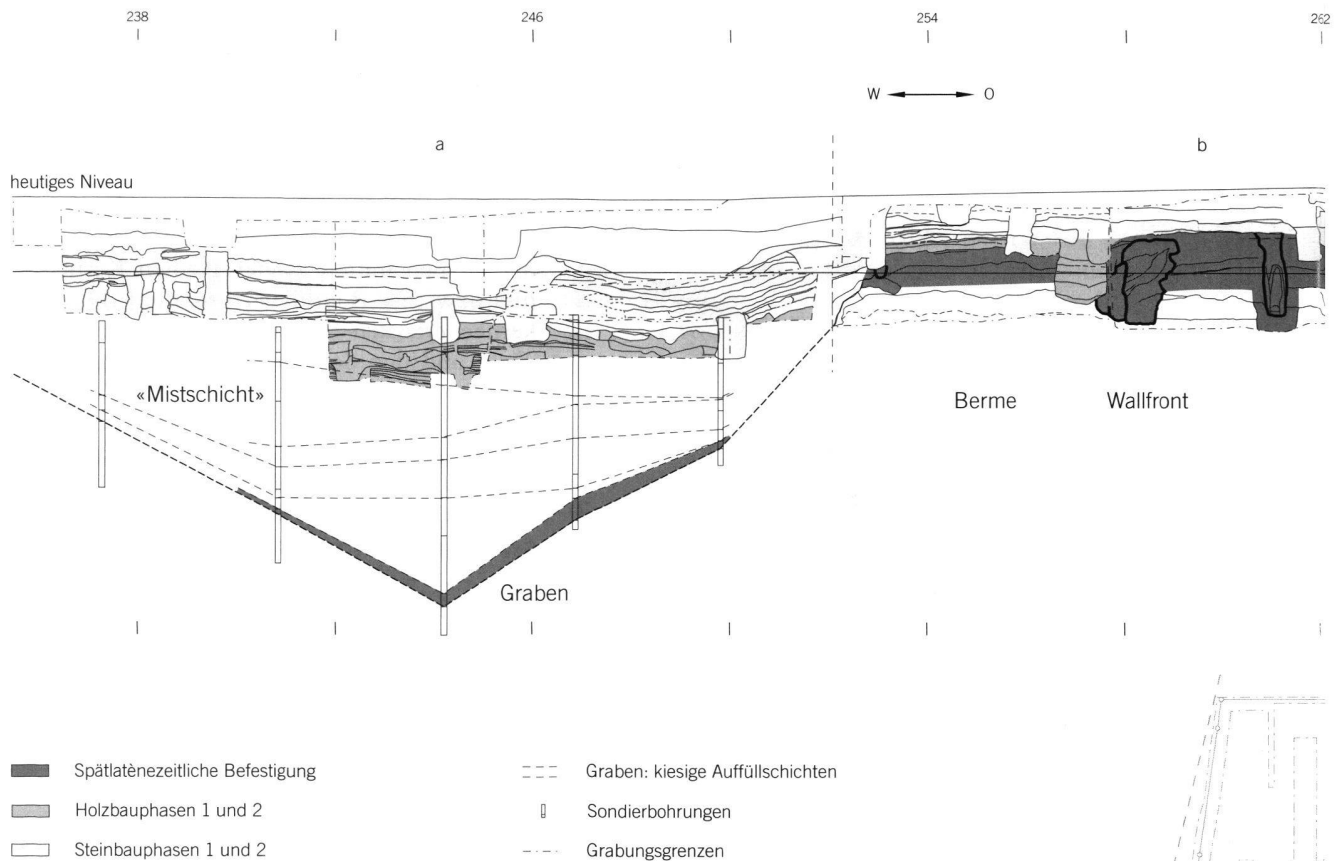 238 246 254 262
W O
a b
heutiges Niveau
«Mistschicht» Berme Wallfront
Graben
Spätlatènezeitliche Befestigung
Holzbauphasen 1 und 2
Steinbauphasen 1 und 2
Graben: kiesige Auffüllschichten
Sondierbohrungen
Grabungsgrenzen